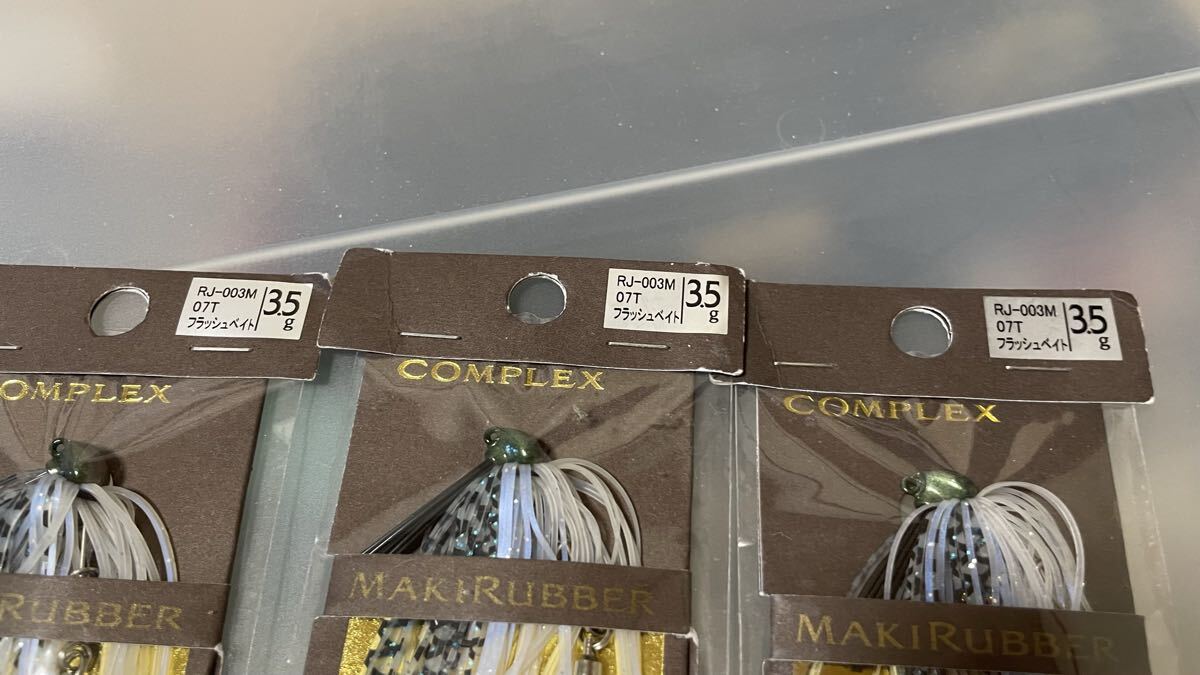 RJ-003M
07T
フラッシュベイト
3.5
g
OMPLEX
RUBBER
RJ-003M
07T
フラッシュベイト
3.5
g
COMPLEX
MAKIRUBBER
RJ-003M
07T
フラッシュベイト
3.5
g
COMPLEX
MAKIRUBBER